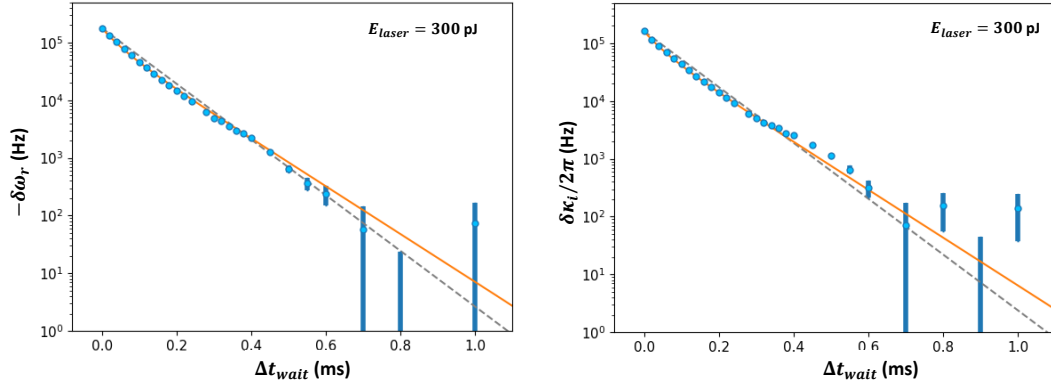 E_laser = 300 pJ
−δω_r (Hz)
10^5
10^4
10^3
10^2
10^1
10^0
0.0 0.2 0.4 0.6 0.8 1.0
Δt_wait (ms)
E_laser = 300 pJ
δκ_i/2π (Hz)
10^5
10^4
10^3
10^2
10^1
10^0
0.0 0.2 0.4 0.6 0.8 1.0
Δt_wait (ms)